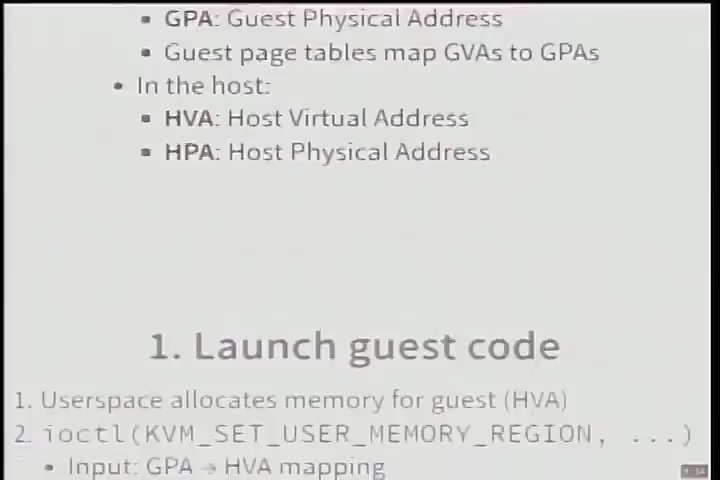 ▪ GPA: Guest Physical Address
▪ Guest page tables map GVAs to GPAs
• In the host:
▪ HVA: Host Virtual Address
▪ HPA: Host Physical Address
1. Launch guest code
1. Userspace allocates memory for guest (HVA)
2. ioctl(KVM_SET_USER_MEMORY_REGION, ...)
• Input: GPA → HVA mapping